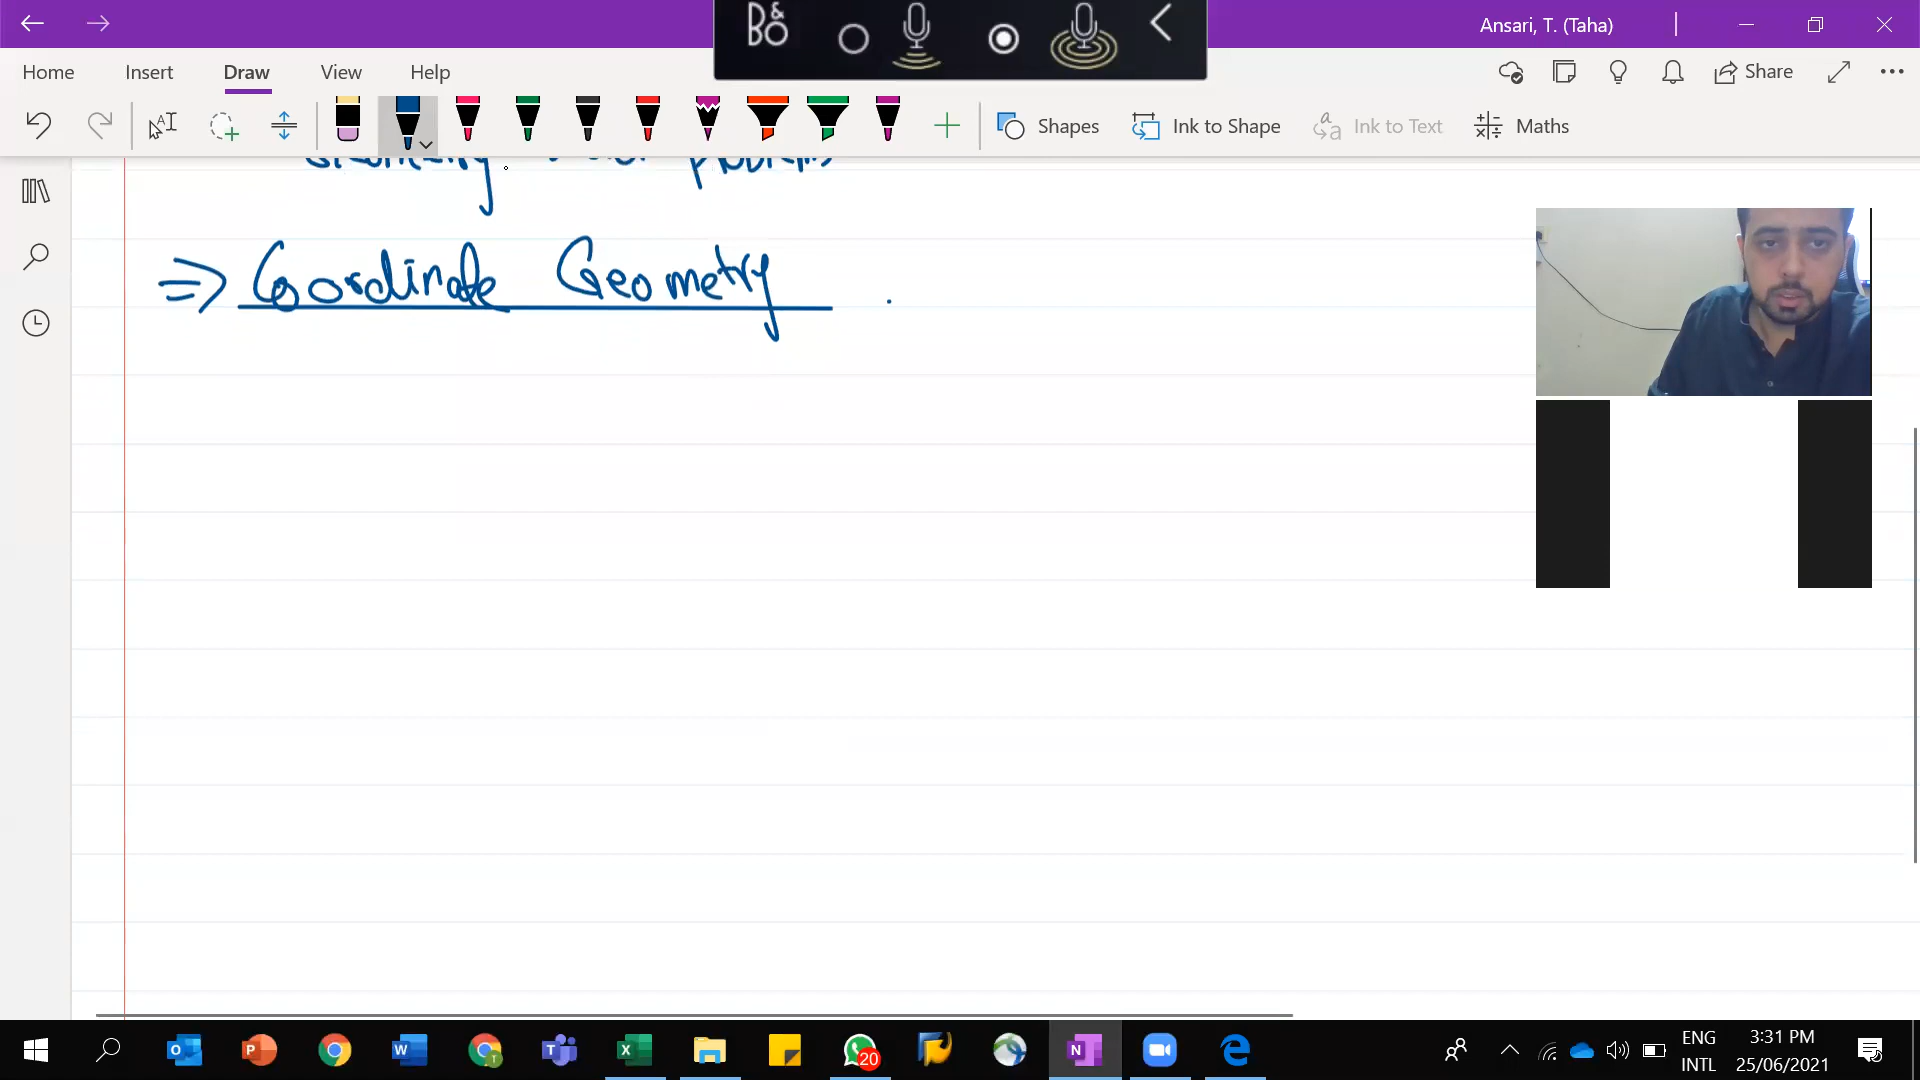 Ansari, T. (Taha)
B&O
Home Insert Draw View Help
Share
Shapes Ink to Shape Ink to Text Maths
problems
⇒ Coordinate Geometry .
20
ENG 3:31 PM
INTL 25/06/2021